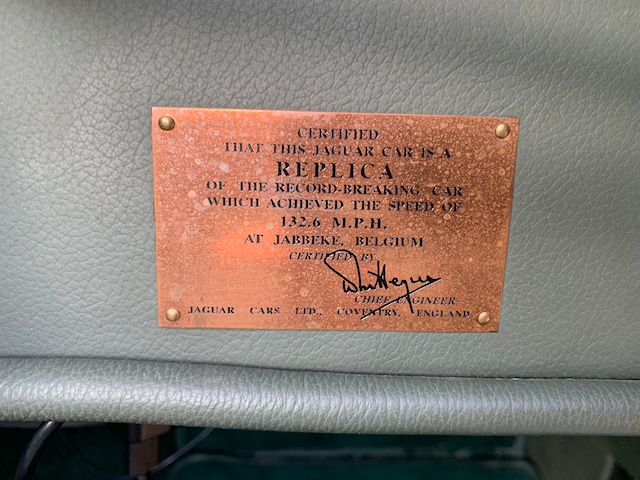 CERTIFIED
THAT THIS JAGUAR CAR IS A
REPLICA
OF THE RECORD-BREAKING CAR
WHICH ACHIEVED THE SPEED OF
132.6 M.P.H.
AT JABBEKE, BELGIUM
CERTIFIED BY
CHIEF ENGINEER
JAGUAR CARS LTD., COVENTRY, ENGLAND